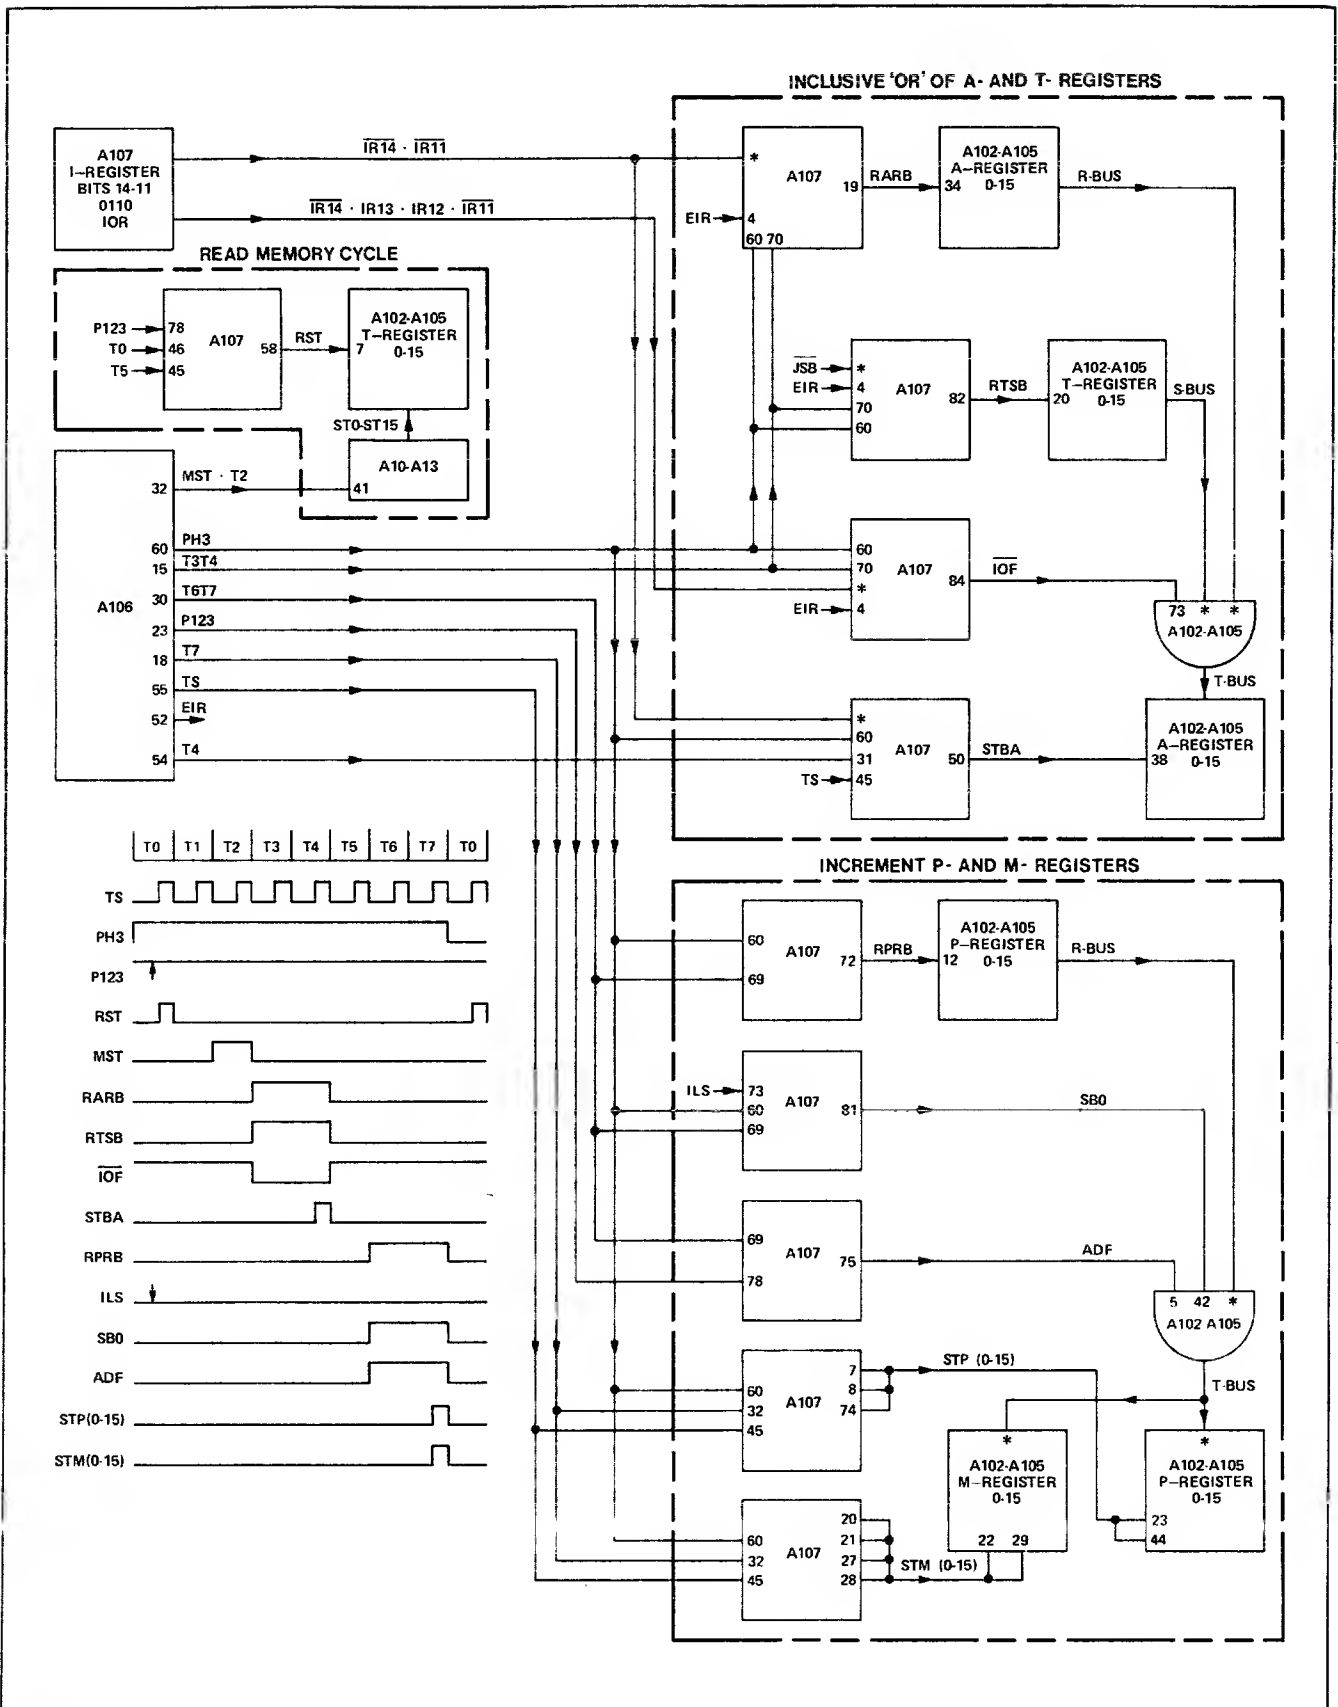 INCLUSIVE 'OR' OF A- AND T- REGISTERS
A107
I-REGISTER
BITS 14-11
0110
IOR
IR14 · IR11
IR14 · IR13 · IR12 · IR11
*
A107
19
EIR
4
60 70
RARB
34
A102-A105
A-REGISTER
0-15
R-BUS
READ MEMORY CYCLE
P123
78
T0
46
T5
45
A107
58
RST
7
A102-A105
T-REGISTER
0-15
ST0-ST15
A10-A13
41
JSB
*
EIR
4
70
60
A107
82
RTSB
20
A102-A105
T-REGISTER
0-15
S-BUS
A106
32
MST · T2
60
PH3
15
T3T4
30
T6T7
23
P123
18
T7
55
TS
52
EIR
54
T4
60
70
*
EIR
4
A107
84
IOF
73 * *
A102-A105
T-BUS
*
60
31
TS
45
A107
50
STBA
38
A102-A105
A-REGISTER
0-15
T0 T1 T2 T3 T4 T5 T6 T7 T0
TS
PH3
P123
RST
MST
RARB
RTSB
IOF
STBA
RPRB
ILS
SB0
ADF
STP(0-15)
STM(0-15)
INCREMENT P- AND M- REGISTERS
60
69
A107
72
RPRB
12
A102-A105
P-REGISTER
0-15
R-BUS
ILS
73
60
69
A107
81
SB0
69
78
A107
75
ADF
5 42 *
A102 A105
T-BUS
60
32
45
A107
7
8
74
STP (0-15)
*
A102-A105
M-REGISTER
0-15
22 29
*
A102-A105
P-REGISTER
0-15
23
44
60
32
45
A107
20
21
27
28
STM (0-15)